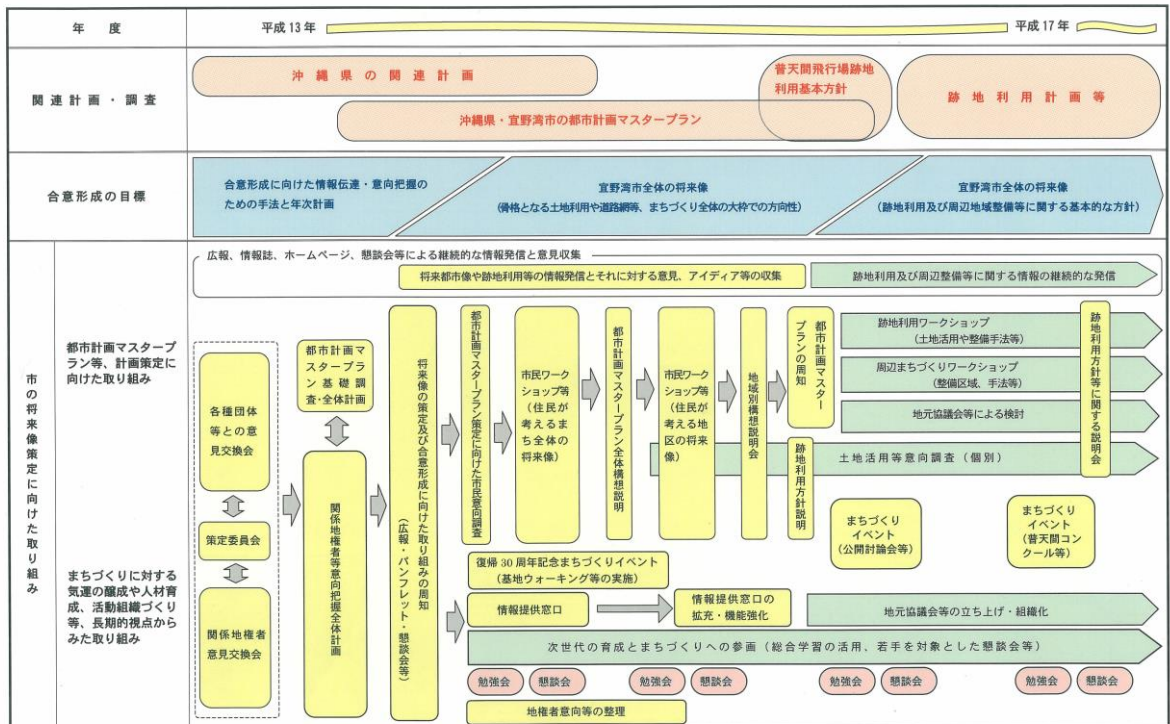 年 度
平成13年
平成17年
関連計画・調査
沖縄県の関連計画
沖縄県・宜野湾市の都市計画マスタープラン
普天間飛行場跡地
利用基本方針
跡地利用計画等
合意形成の目標
合意形成に向けた情報伝達・意向把握の
ための手法と年次計画
宜野湾市全体の将来像
(骨格となる土地利用や道路網等、まちづくり全体の大枠での方向性)
宜野湾市全体の将来像
(跡地利用及び周辺地域整備等に関する基本的な方針)
市の将来像策定に向けた取り組み
都市計画マスタープ
ラン等、計画策定に
向けた取り組み
まちづくりに対する
気運の醸成や人材育
成、活動組織づくり
等、長期的視点から
みた取り組み
広報、情報誌、ホームページ、懇談会等による継続的な情報発信と意見収集
将来都市像や跡地利用等の情報発信とそれに対する意見、アイディア等の収集
跡地利用及び周辺整備等に関する情報の継続的な発信
各種団体
等との意
見交換会
策定委員会
関係地権者
意見交換会
都市計画マ
スタープラ
ン基礎調
査・全体計画
関係地権者等意向把握全体計画
将来像の策定及び合意形成に向けた取り組みの周知
(広報・パンフレット・懇談会等)
都市計画マスタープラン策定に向けた市民意向調査
市民ワーク
ショップ等
(住民が
考えるま
ち全体の
将来像)
都市計画マスタープラン全体構想説明
市民ワーク
ショップ等
(住民が考
える地区
の将来
像)
地域別構想説明会
都市計画マスター
プランの周知
跡地利用方針説明
跡地利用ワークショップ
(土地活用や整備手法等)
周辺まちづくりワークショップ
(整備区域、手法等)
地元協議会等による検討
土地活用等意向調査(個別)
跡地利用方針等に関する説明会
まちづくり
イベント
(公開討論会等)
まちづくり
イベント
(普天間コン
クール等)
復帰30周年記念まちづくりイベント
(基地ウォーキング等の実施)
情報提供窓口
情報提供窓口の
拡充・機能強化
地元協議会等の立ち上げ・組織化
次世代の育成とまちづくりへの参画(総合学習の活用、若手を対象とした懇談会等)
勉強会
懇談会
勉強会
懇談会
勉強会
懇談会
勉強会
懇談会
地権者意向等の整理